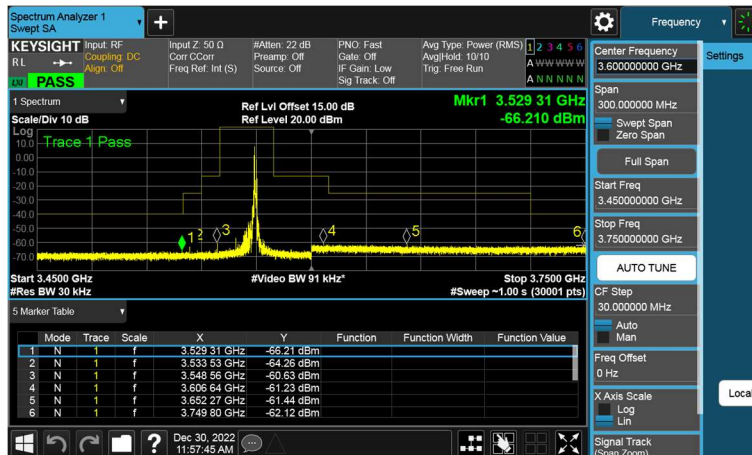 Spectrum Analyzer 1
Swept SA
Frequency
KEYSIGHT
RL
LXI
PASS
Input: RF
Coupling: DC
Align: Off
Input Z: 50 Ω
Corr CCorr
Freq Ref: Int (S)
#Atten: 22 dB
Preamp: Off
Source: Off
PNO: Fast
Gate: Off
IF Gain: Low
Sig Track: Off
Avg Type: Power (RMS)
Avg|Hold: 10/10
Trig: Free Run
1 2 3 4 5 6
A W W W W W
A N N N N N
1 Spectrum
Scale/Div 10 dB
Ref Lvl Offset 15.00 dB
Ref Level 20.00 dBm
Mkr1 3.529 31 GHz
-66.210 dBm
Log
Trace 1 Pass
10.0
0.00
-10.0
-20.0
-30.0
-40.0
-50.0
-60.0
-70.0
1 2 3 4 5 6
Start 3.4500 GHz
#Res BW 30 kHz
#Video BW 91 kHz*
Stop 3.7500 GHz
#Sweep ~1.00 s (30001 pts)
5 Marker Table
Mode Trace Scale X Y Function Function Width Function Value
1 N 1 f 3.529 31 GHz -66.21 dBm
2 N 1 f 3.533 53 GHz -64.26 dBm
3 N 1 f 3.548 56 GHz -60.63 dBm
4 N 1 f 3.606 64 GHz -61.23 dBm
5 N 1 f 3.652 27 GHz -61.44 dBm
6 N 1 f 3.749 80 GHz -62.12 dBm
?
Dec 30, 2022
11:57:45 AM
Center Frequency
3.600000000 GHz
Settings
Span
300.000000 MHz
Swept Span
Zero Span
Full Span
Start Freq
3.450000000 GHz
Stop Freq
3.750000000 GHz
AUTO TUNE
CF Step
30.000000 MHz
Auto
Man
Freq Offset
0 Hz
X Axis Scale
Log
Lin
Local
Signal Track
(Span Zoom)